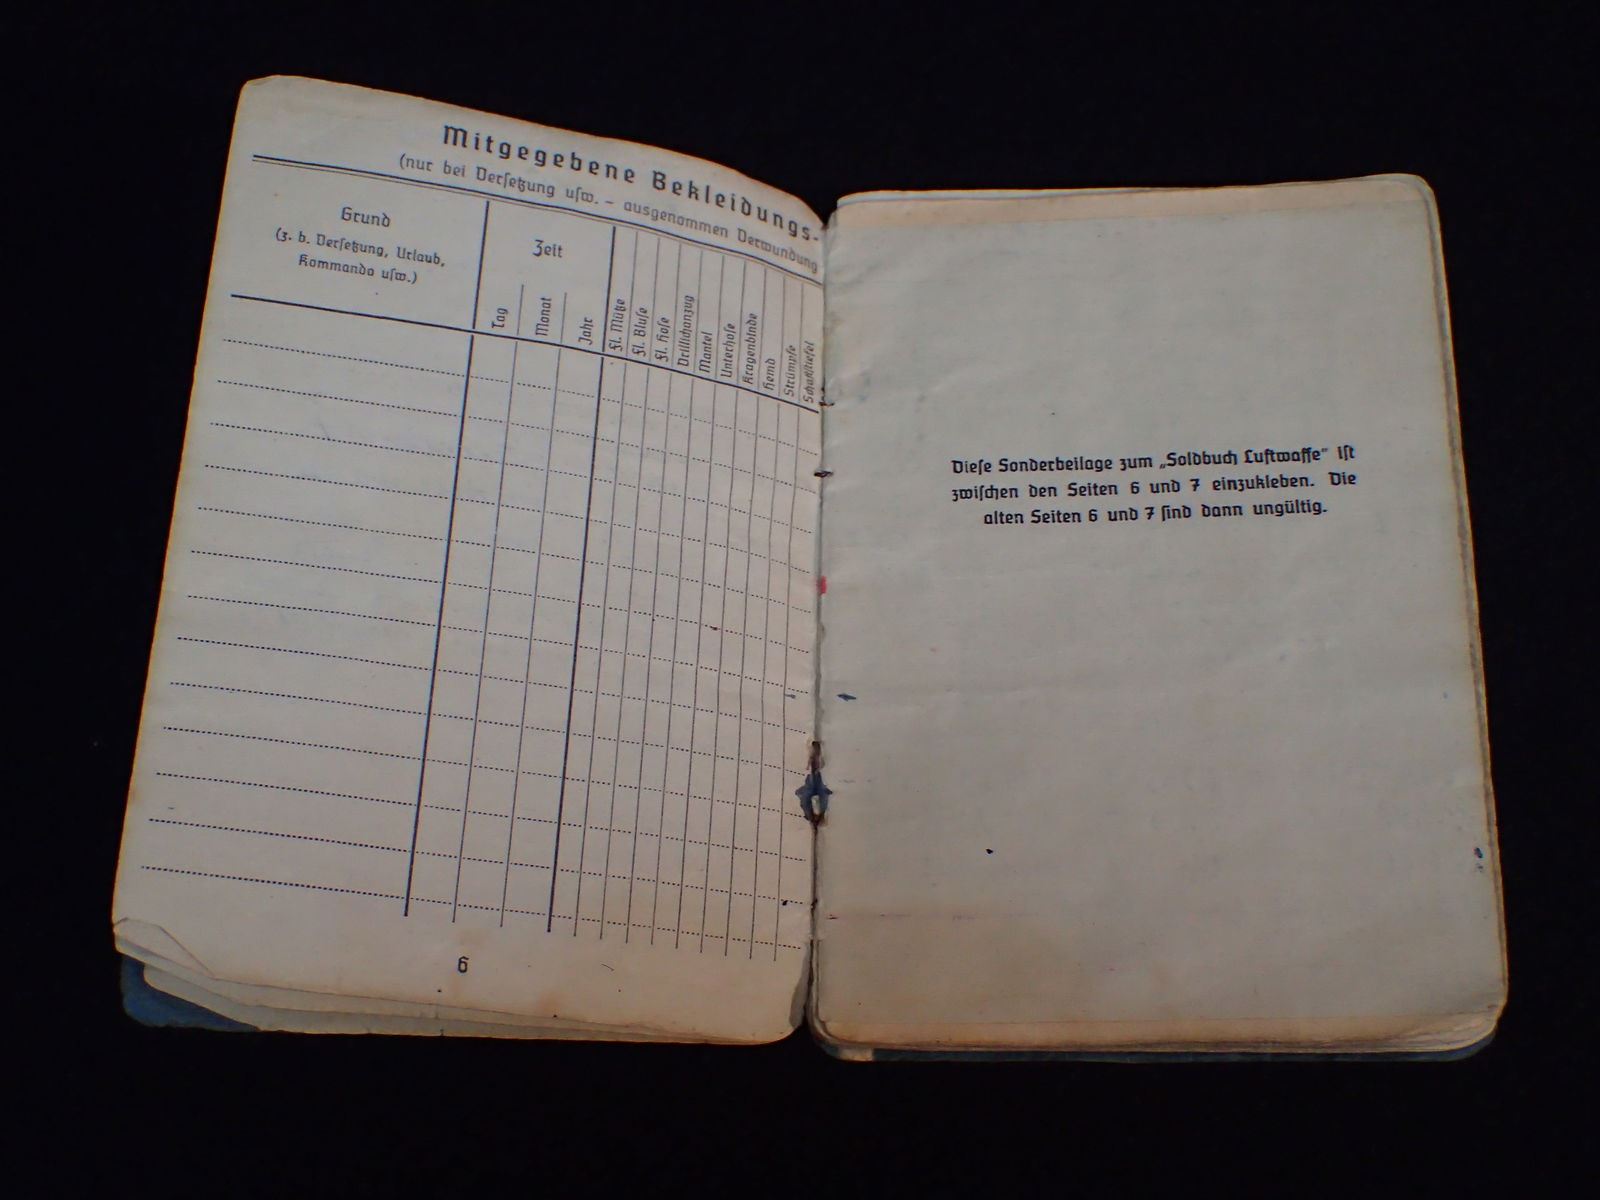 Mitgegebene Bekleidungs-
(nur bei Versetzung usw. – ausgenommen Verwundung
Grund
(z. b. Versetzung, Urlaub,
Kommando usw.)
Zeit
Tag
Monat
Jahr
Fl. Mütze
Fl. Bluse
Fl. Hose
Drillichanzug
Mantel
Unterhose
Kragenbinde
Hemd
Strümpfe
Schaftstiefel
6
Diese Sonderbeilage zum „Soldbuch Luftwaffe" ist
zwischen den Seiten 6 und 7 einzukleben. Die
alten Seiten 6 und 7 sind dann ungültig.